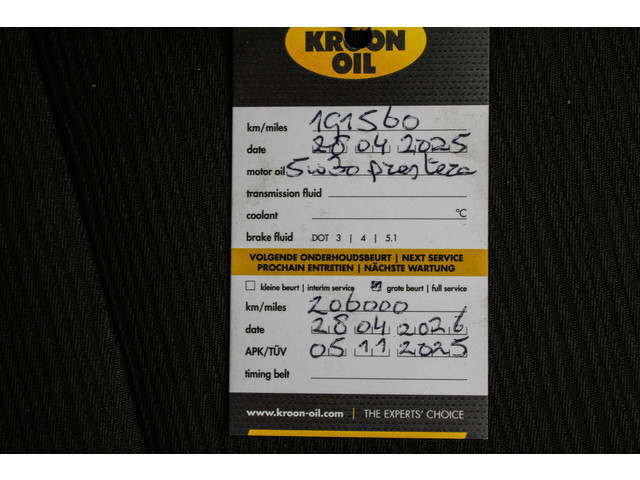 KROON
OIL
km/miles 191560
date 28 04 2025
motor oil 5w30 prestera
transmission fluid
coolant °C
brake fluid DOT 3 | 4 | 5.1
VOLGENDE ONDERHOUDSBEURT | NEXT SERVICE
PROCHAIN ENTRETIEN | NÄCHSTE WARTUNG
kleine beurt | interim service grote beurt | full service
km/miles 206000
date 28 04 2026
APK/TÜV 05 11 2025
timing belt
www.kroon-oil.com | THE EXPERTS' CHOICE